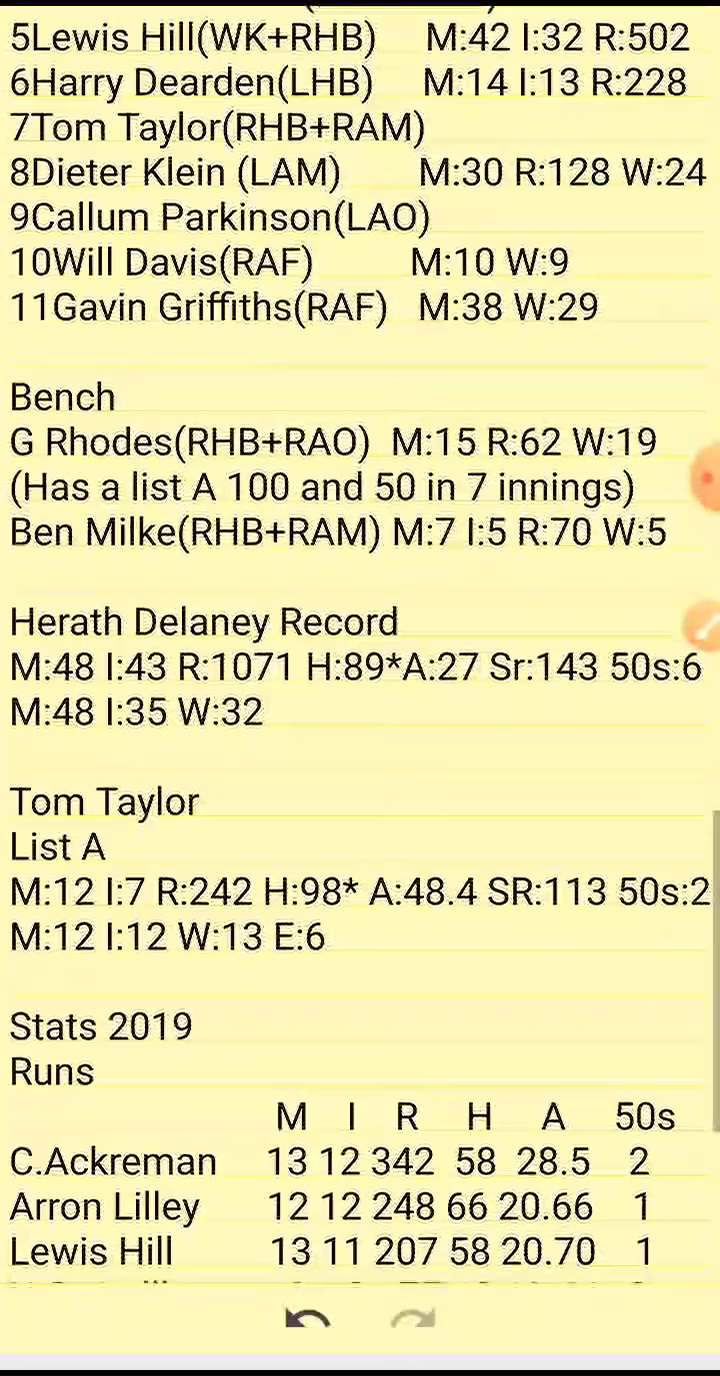 5Lewis Hill(WK+RHB) M:42 I:32 R:502
6Harry Dearden(LHB) M:14 I:13 R:228
7Tom Taylor(RHB+RAM)
8Dieter Klein (LAM) M:30 R:128 W:24
9Callum Parkinson(LAO)
10Will Davis(RAF) M:10 W:9
11Gavin Griffiths(RAF) M:38 W:29
Bench
G Rhodes(RHB+RAO) M:15 R:62 W:19
(Has a list A 100 and 50 in 7 innings)
Ben Milke(RHB+RAM) M:7 I:5 R:70 W:5
Herath Delaney Record
M:48 I:43 R:1071 H:89*A:27 Sr:143 50s:6
M:48 I:35 W:32
Tom Taylor
List A
M:12 I:7 R:242 H:98* A:48.4 SR:113 50s:2
M:12 I:12 W:13 E:6
Stats 2019
Runs
M I R H A 50s
C.Ackreman 13 12 342 58 28.5 2
Arron Lilley 12 12 248 66 20.66 1
Lewis Hill 13 11 207 58 20.70 1